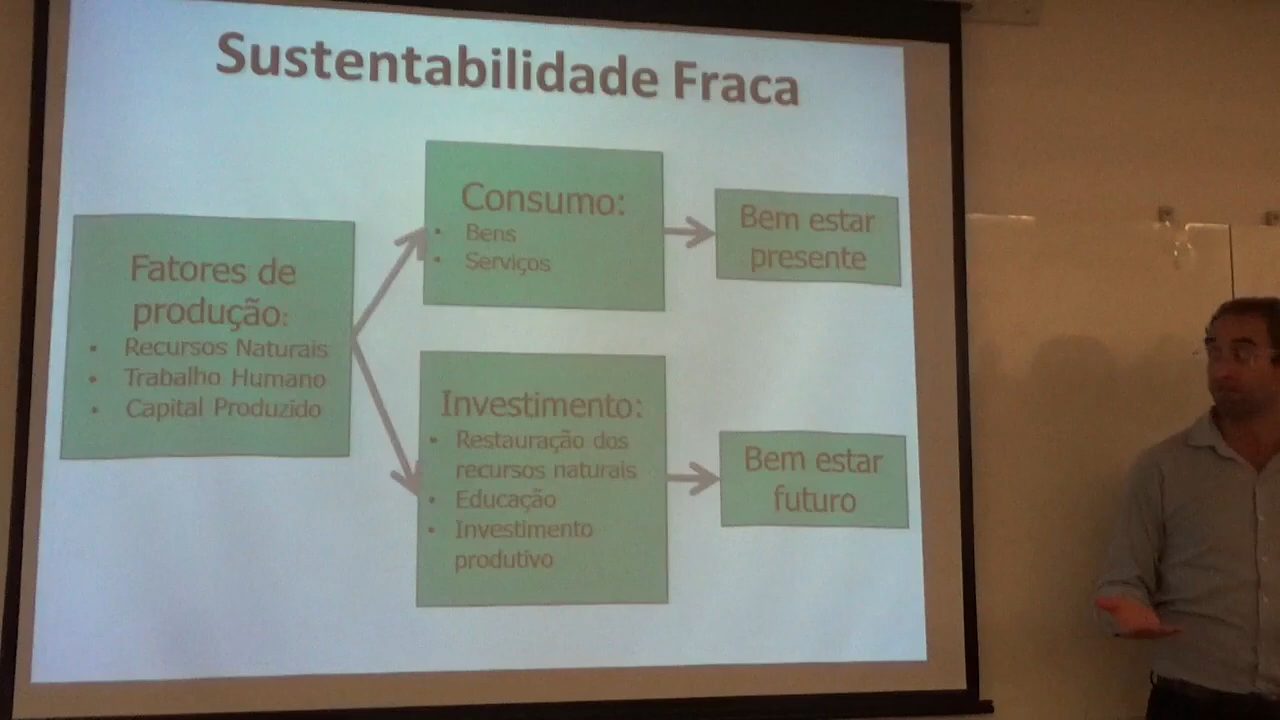 Sustentabilidade Fraca
Fatores de
produção:
• Recursos Naturais
• Trabalho Humano
• Capital Produzido
Consumo:
• Bens
• Serviços
Bem estar
presente
Investimento:
• Restauração dos
recursos naturais
• Educação
• Investimento
produtivo
Bem estar
futuro